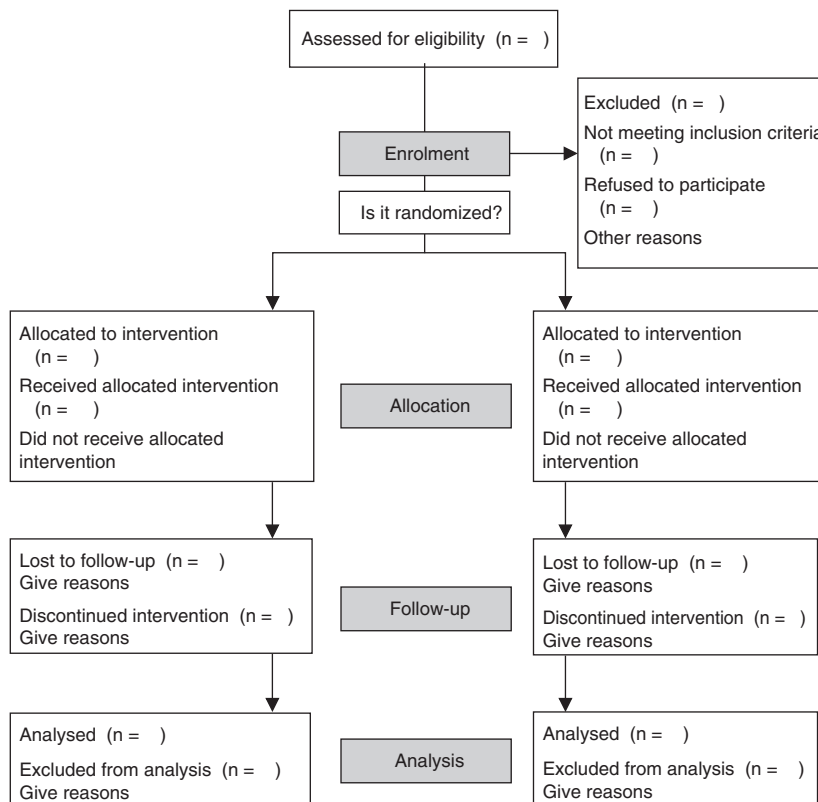 Assessed for eligibility (n = )
Excluded (n = )
Not meeting inclusion criteria
(n = )
Refused to participate
(n = )
Other reasons
Enrolment
Is it randomized?
Allocated to intervention
(n = )
Received allocated intervention
(n = )
Did not receive allocated
intervention
Allocation
Allocated to intervention
(n = )
Received allocated intervention
(n = )
Did not receive allocated
intervention
Lost to follow-up (n = )
Give reasons
Discontinued intervention (n = )
Give reasons
Follow-up
Lost to follow-up (n = )
Give reasons
Discontinued intervention (n = )
Give reasons
Analysed (n = )
Excluded from analysis (n = )
Give reasons
Analysis
Analysed (n = )
Excluded from analysis (n = )
Give reasons